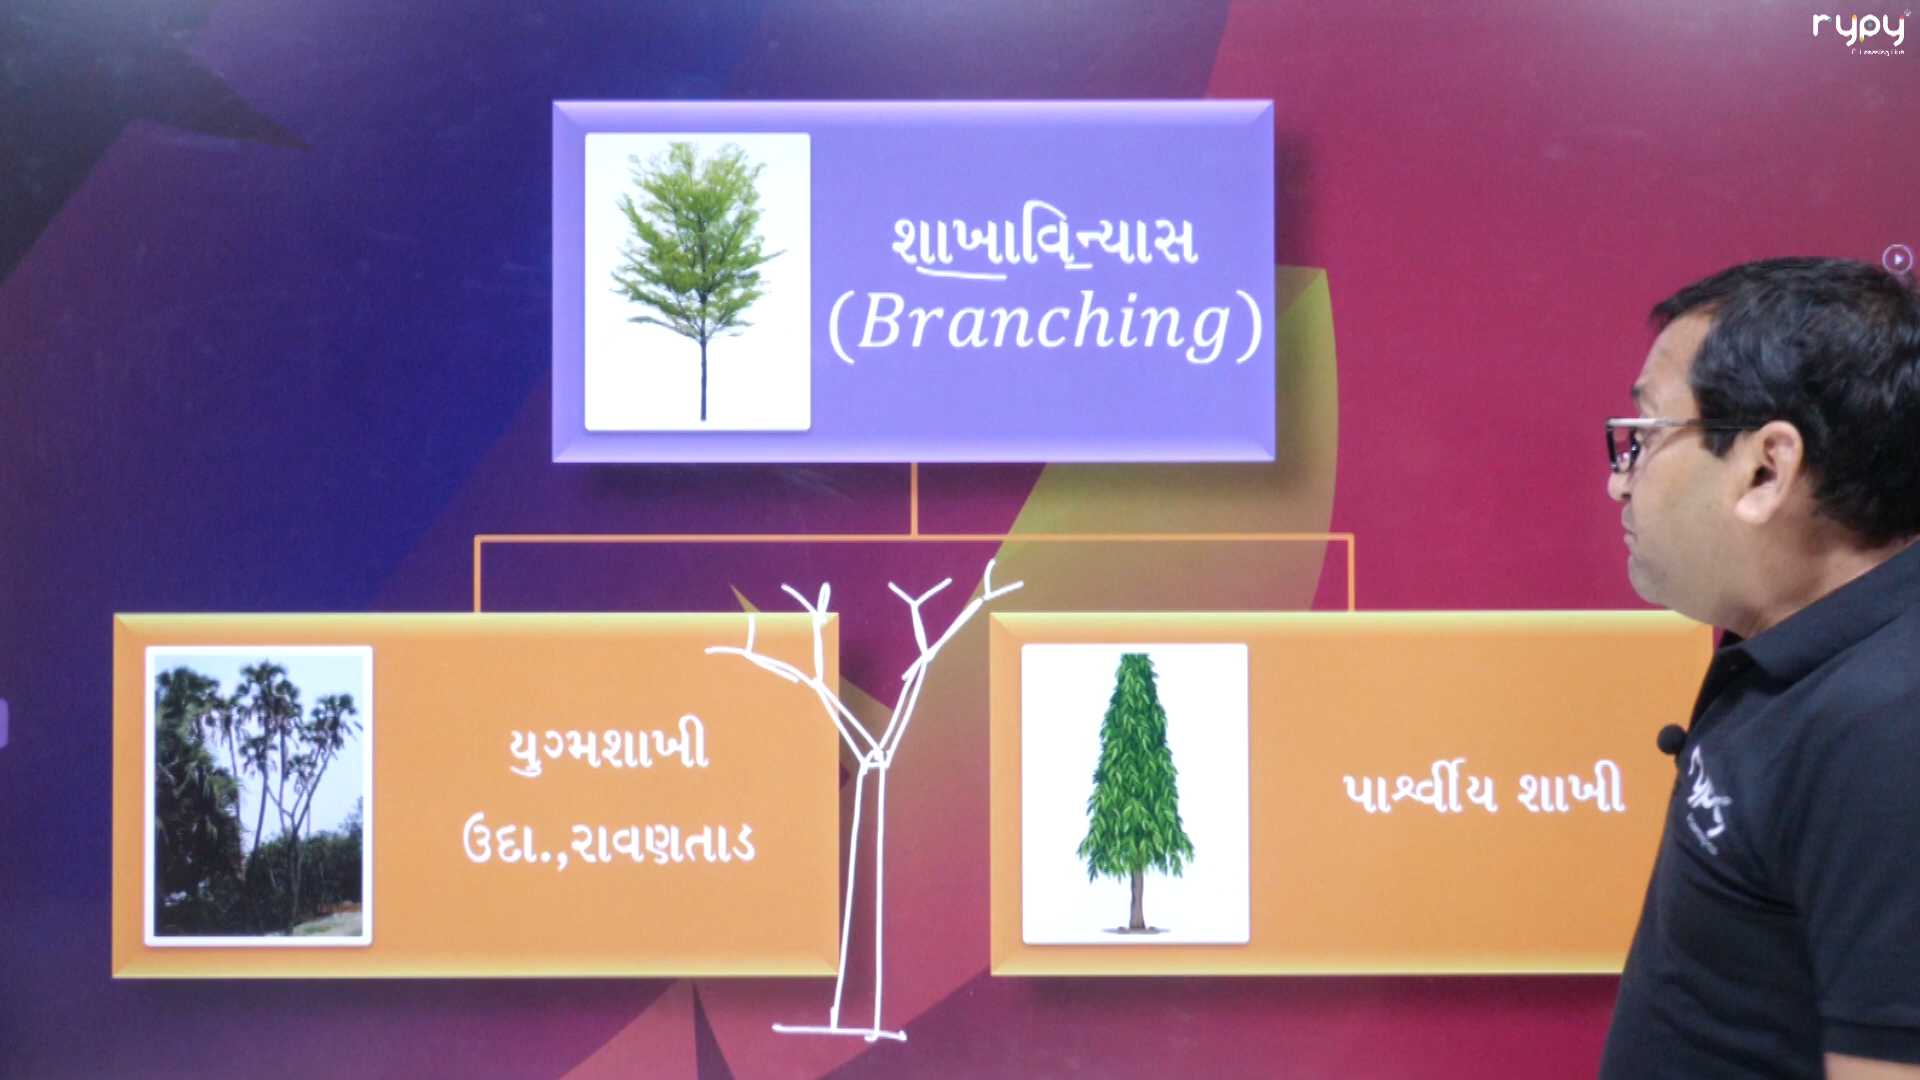 rypy
શાખાવિન્યાસ
(Branching)
યુગ્મશાખી
ઉદા.,રાવણતાડ
પાર્શ્વીય શાખી